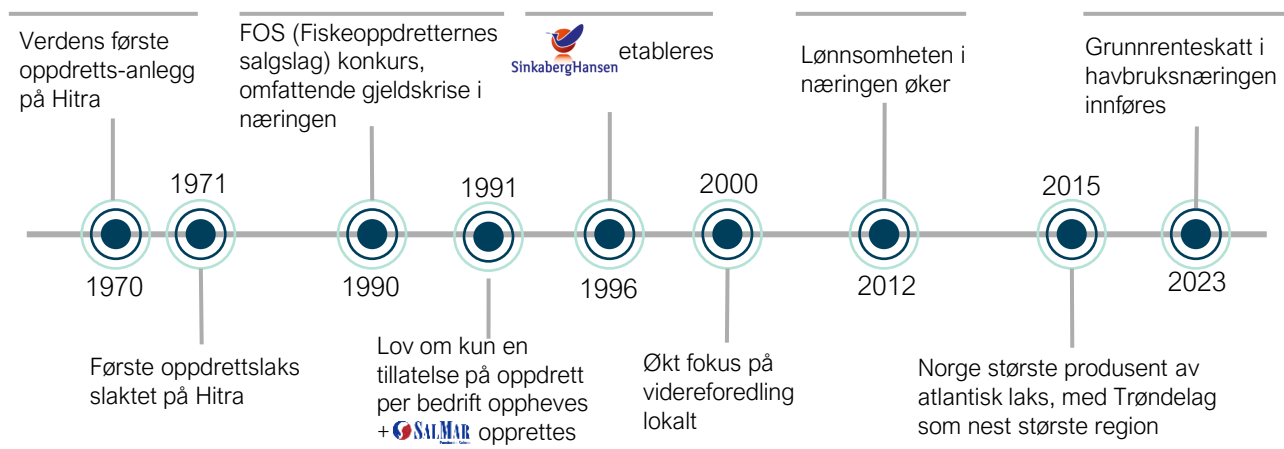 Verdens første
oppdretts-anlegg
på Hitra
FOS (Fiskeoppdretternes
salgslag) konkurs,
omfattende gjeldskrise i
næringen
SinkabergHansen etableres
Lønnsomheten i
næringen øker
Grunnrenteskatt i
havbruksnæringen
innføres
1971
1991
2000
2015
1970
1990
1996
2012
2023
Første oppdrettslaks
slaktet på Hitra
Lov om kun en
tillatelse på oppdrett
per bedrift oppheves
+ SALMAR opprettes
Økt fokus på
videreforedling
lokalt
Norge største produsent av
atlantisk laks, med Trøndelag
som nest største region